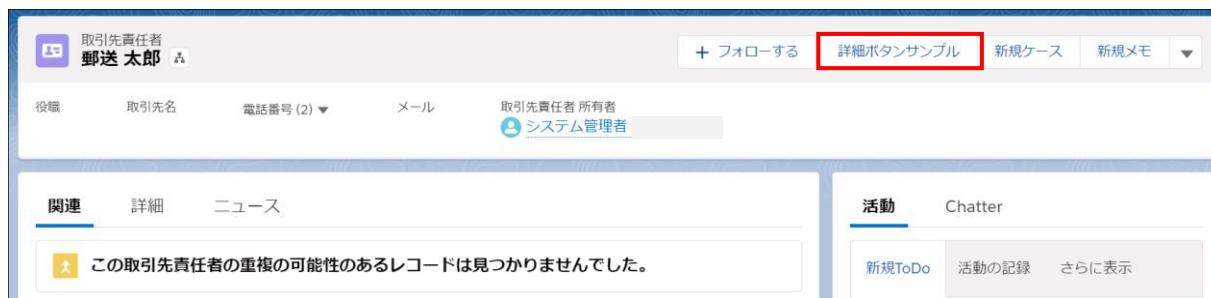 取引先責任者
郵送 太郎
+ フォローする 詳細ボタンサンプル 新規ケース 新規メモ
役職 取引先名 電話番号 (2) メール 取引先責任者 所有者
システム管理者
関連 詳細 ニュース
この取引先責任者の重複の可能性のあるレコードは見つかりませんでした。
活動 Chatter
新規ToDo 活動の記録 さらに表示